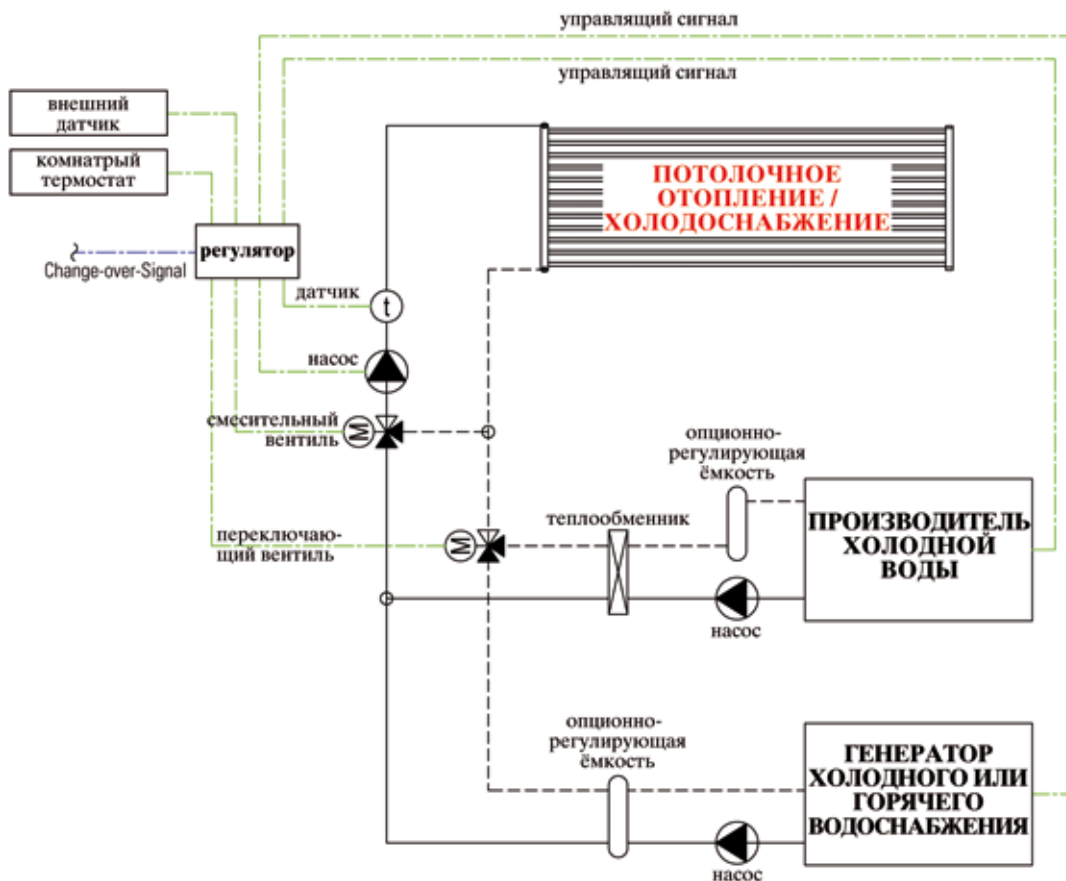 управлящий сигнал
управлящий сигнал
внешний
датчик
комнатрый
термостат
ПОТОЛОЧНОЕ
ОТОПЛЕНИЕ /
ХОЛОДОСНАБЖЕНИЕ
регулятор
Change-over-Signal
датчик
t
насос
смесительный
вентиль
M
опционно-
регулирующая
ёмкость
теплообменник
переключаю-
щий вентиль
M
ПРОИЗВОДИТЕЛЬ
ХОЛОДНОЙ
ВОДЫ
насос
опционно-
регулирующая
ёмкость
ГЕНЕРАТОР
ХОЛОДНОГО ИЛИ
ГОРЯЧЕГО
ВОДОСНАБЖЕНИЯ
насос